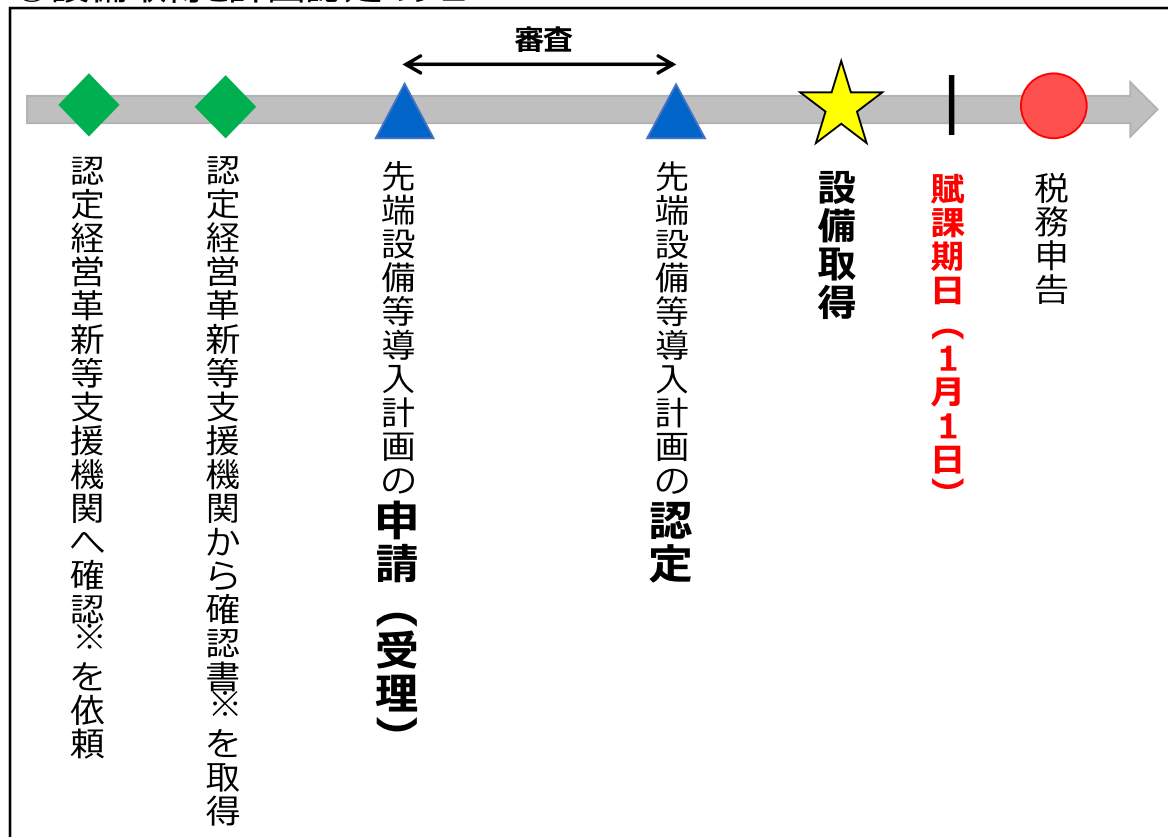 審査
認定経営革新等支援機関へ確認※を依頼
認定経営革新等支援機関から確認書※を取得
先端設備等導入計画の申請(受理)
先端設備等導入計画の認定
設備取得
賦課期日(1月1日)
税務申告